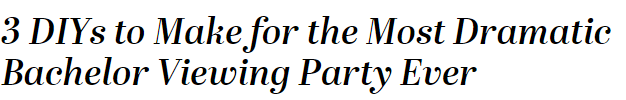 3 DIYs to Make for the Most Dramatic
Bachelor Viewing Party Ever